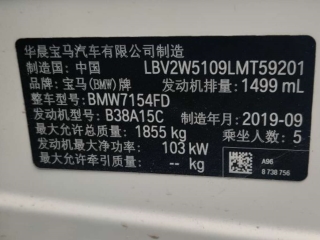 华晨宝马汽车有限公司制造
制造国：中国 LBV2W5109LMT59201
品牌：宝马(BMW)牌 发动机排量：1499 mL
整车型号：BMW7154FD
发动机型号：B38A15C 制造年月：2019-09
最大允许总质量：1855 kg 乘坐人数：5
发动机最大净功率：103 kW A96
最大允许牵引质量：-- kg 8 738 756